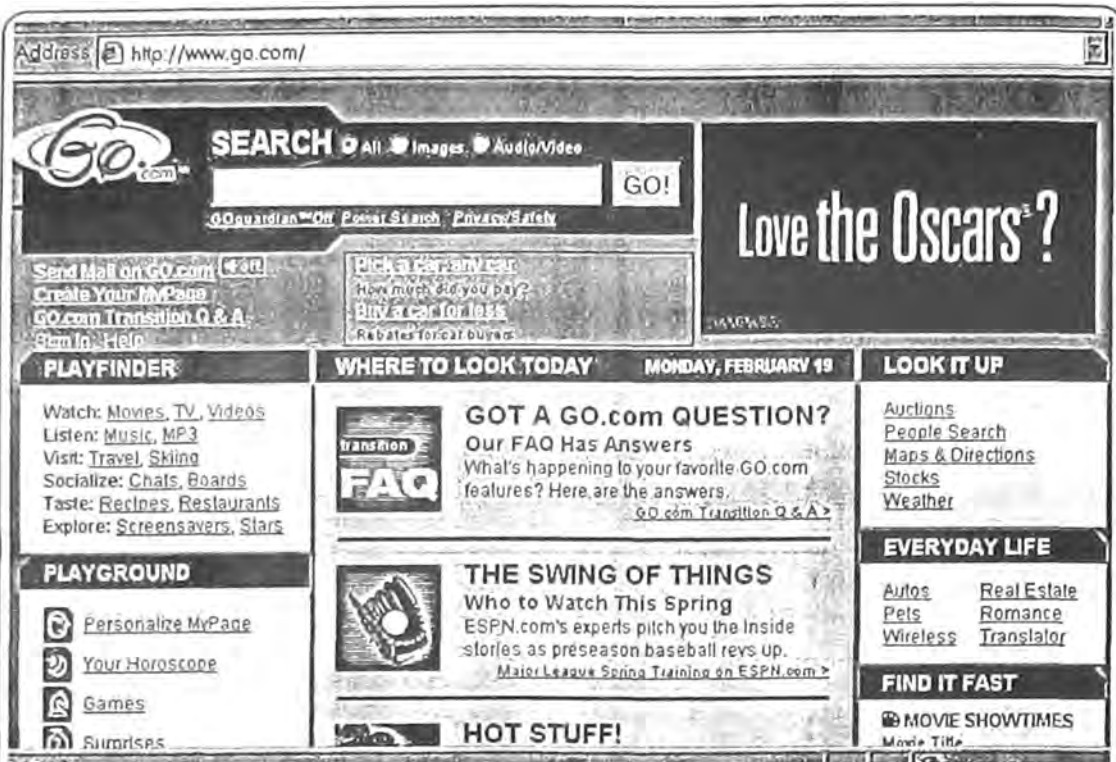 Address http://www.go.com/
Go.com
SEARCH All Images Audio/Video
GO!
GOguardian℠Off Power Search Privacy/Safety
Love the Oscars?
Send Mail on GO.com off
Create Your MyPage
GO.com Transition Q & A
Sign In Help
Pick a car, any car
How much did you pay?
Buy a car for less
Rebates for car buyers
PLAYFINDER
Watch: Movies, TV, Videos
Listen: Music, MP3
Visit: Travel, Skiing
Socialize: Chats, Boards
Taste: Recipes, Restaurants
Explore: Screensavers, Stars
PLAYGROUND
Personalize MyPage
Your Horoscope
Games
Surprises
WHERE TO LOOK TODAY MONDAY, FEBRUARY 19
transition
FAQ
GOT A GO.com QUESTION?
Our FAQ Has Answers
What's happening to your favorite GO.com
features? Here are the answers.
GO.com Transition Q & A >
THE SWING OF THINGS
Who to Watch This Spring
ESPN.com's experts pitch you the inside
stories as preseason baseball revs up.
Major League Spring Training on ESPN.com >
HOT STUFF!
LOOK IT UP
Auctions
People Search
Maps & Directions
Stocks
Weather
EVERYDAY LIFE
Autos Real Estate
Pets Romance
Wireless Translator
FIND IT FAST
MOVIE SHOWTIMES
Movie Title